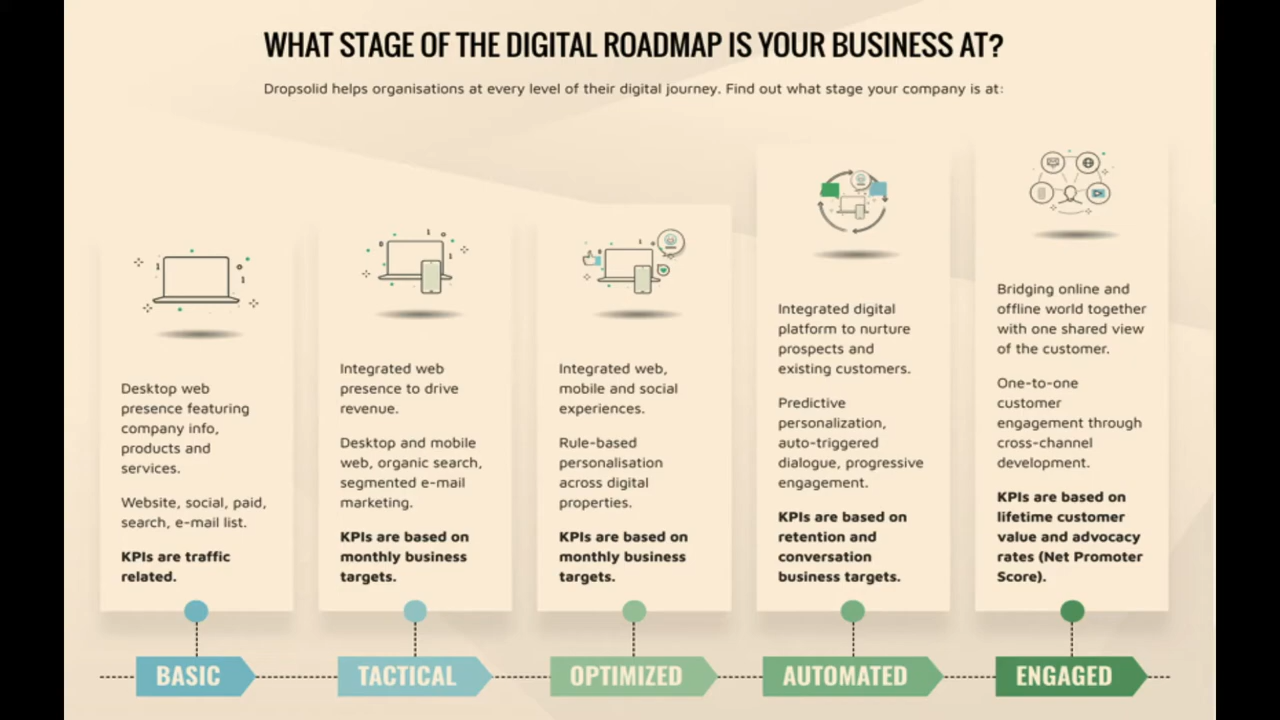 WHAT STAGE OF THE DIGITAL ROADMAP IS YOUR BUSINESS AT?
Dropsolid helps organisations at every level of their digital journey. Find out what stage your company is at:
Desktop web
presence featuring
company info,
products and
services.
Website, social, paid,
search, e-mail list.
KPIs are traffic
related.
BASIC
Integrated web
presence to drive
revenue.
Desktop and mobile
web, organic search,
segmented e-mail
marketing.
KPIs are based on
monthly business
targets.
TACTICAL
Integrated web,
mobile and social
experiences.
Rule-based
personalisation
across digital
properties.
KPIs are based on
monthly business
targets.
OPTIMIZED
Integrated digital
platform to nurture
prospects and
existing customers.
Predictive
personalization,
auto-triggered
dialogue, progressive
engagement.
KPIs are based on
retention and
conversation
business targets.
AUTOMATED
Bridging online and
offline world together
with one shared view
of the customer.
One-to-one
customer
engagement through
cross-channel
development.
KPIs are based on
lifetime customer
value and advocacy
rates (Net Promoter
Score).
ENGAGED